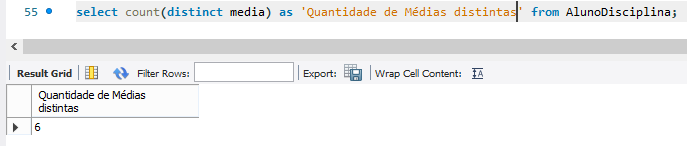 55 select count(distinct media) as 'Quantidade de Médias distintas' from AlunoDisciplina;
Result Grid Filter Rows: Export: Wrap Cell Content:
Quantidade de Médias
distintas
6